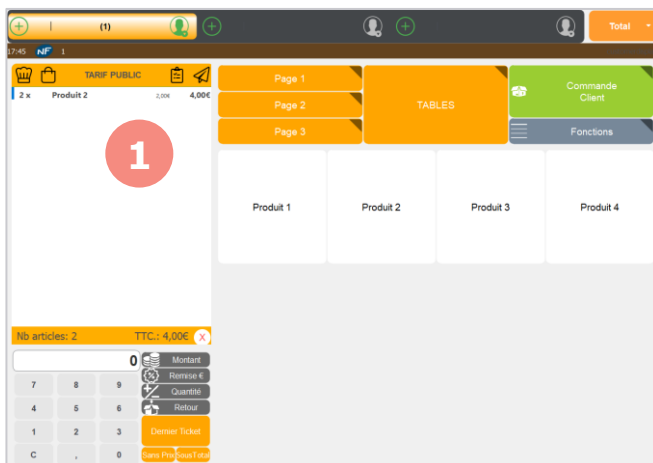 (1)
Total
17:45 NF 1
TARIF PUBLIC
2 x Produit 2 2,00€ 4,00€
1
Page 1
Page 2
Page 3
TABLES
Commande
Client
Fonctions
Produit 1
Produit 2
Produit 3
Produit 4
Nb articles: 2 TTC.: 4,00€ X
0
Montant
Remise €
Quantité
Retour
7 8 9
4 5 6
1 2 3
C , 0
Dernier Ticket
Sans Prix
SousTotal